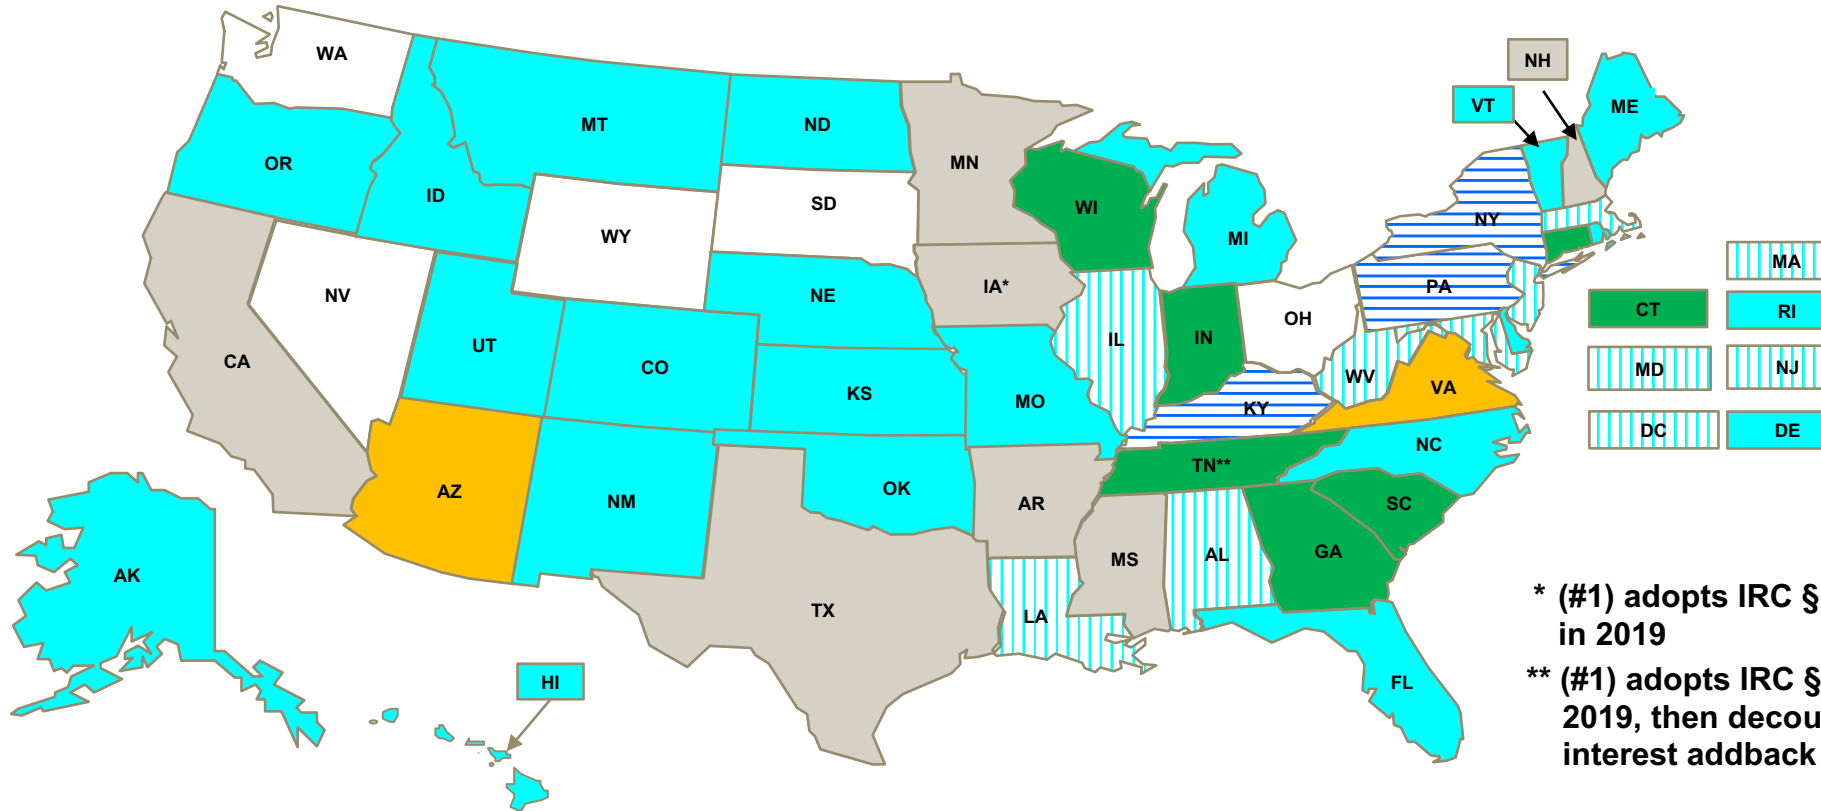 WA
NH
VT
ME
MT
ND
OR
MN
ID
SD
WI
NY
WY
MI
MA
NV
NE
IA*
PA
CT
RI
OH
UT
IL
IN
CA
CO
WV
MD
NJ
KS
MO
VA
KY
DC
DE
NC
TN**
AZ
NM
OK
AR
SC
MS
AL
GA
AK
TX
LA
FL
HI
* (#1) adopts IRC §
in 2019
** (#1) adopts IRC §
2019, then decou
interest addback